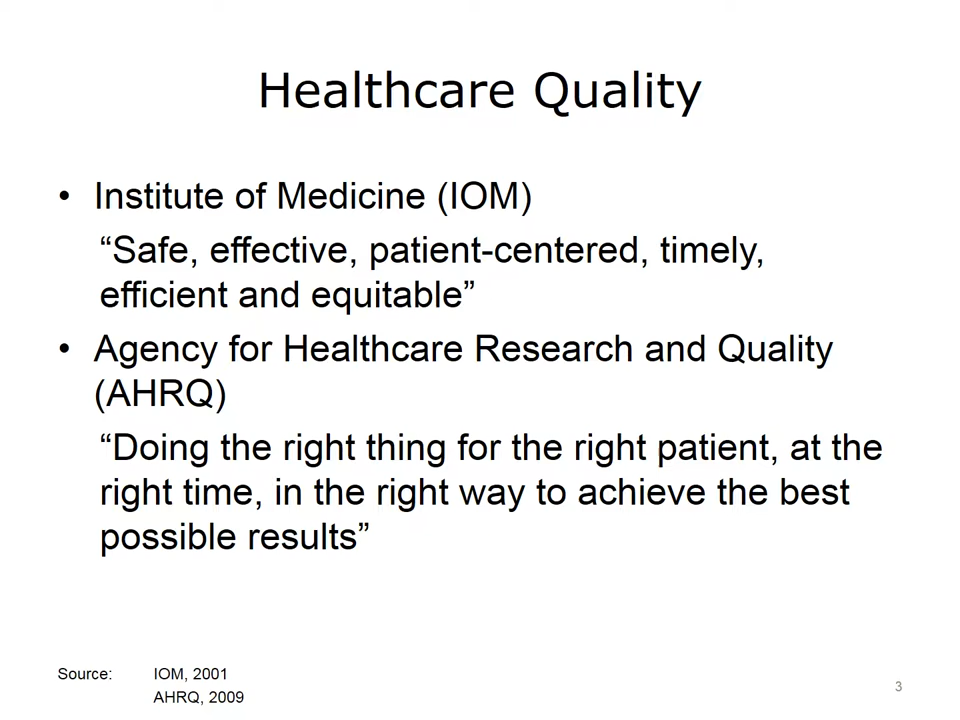 Healthcare Quality
• Institute of Medicine (IOM)
“Safe, effective, patient-centered, timely,
efficient and equitable”
• Agency for Healthcare Research and Quality
(AHRQ)
“Doing the right thing for the right patient, at the
right time, in the right way to achieve the best
possible results”
Source: IOM, 2001
AHRQ, 2009
3